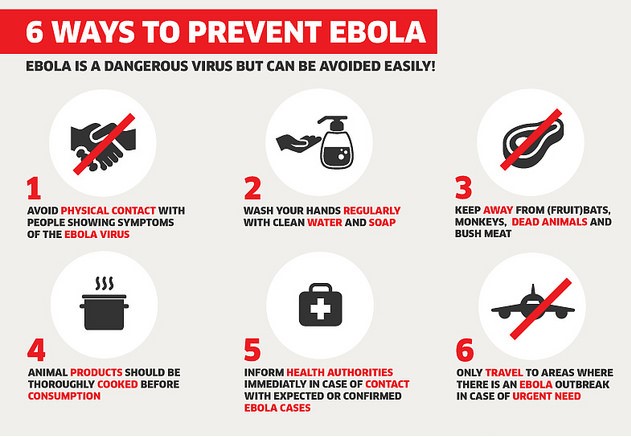 6 WAYS TO PREVENT EBOLA
EBOLA IS A DANGEROUS VIRUS BUT CAN BE AVOIDED EASILY!
1
AVOID PHYSICAL CONTACT WITH
PEOPLE SHOWING SYMPTOMS
OF THE EBOLA VIRUS
2
WASH YOUR HANDS REGULARLY
WITH CLEAN WATER AND SOAP
3
KEEP AWAY FROM (FRUIT)BATS,
MONKEYS, DEAD ANIMALS AND
BUSH MEAT
4
ANIMAL PRODUCTS SHOULD BE
THOROUGHLY COOKED BEFORE
CONSUMPTION
5
INFORM HEALTH AUTHORITIES
IMMEDIATLY IN CASE OF CONTACT
WITH EXPECTED OR CONFIRMED
EBOLA CASES
6
ONLY TRAVEL TO AREAS WHERE
THERE IS AN EBOLA OUTBREAK
IN CASE OF URGENT NEED